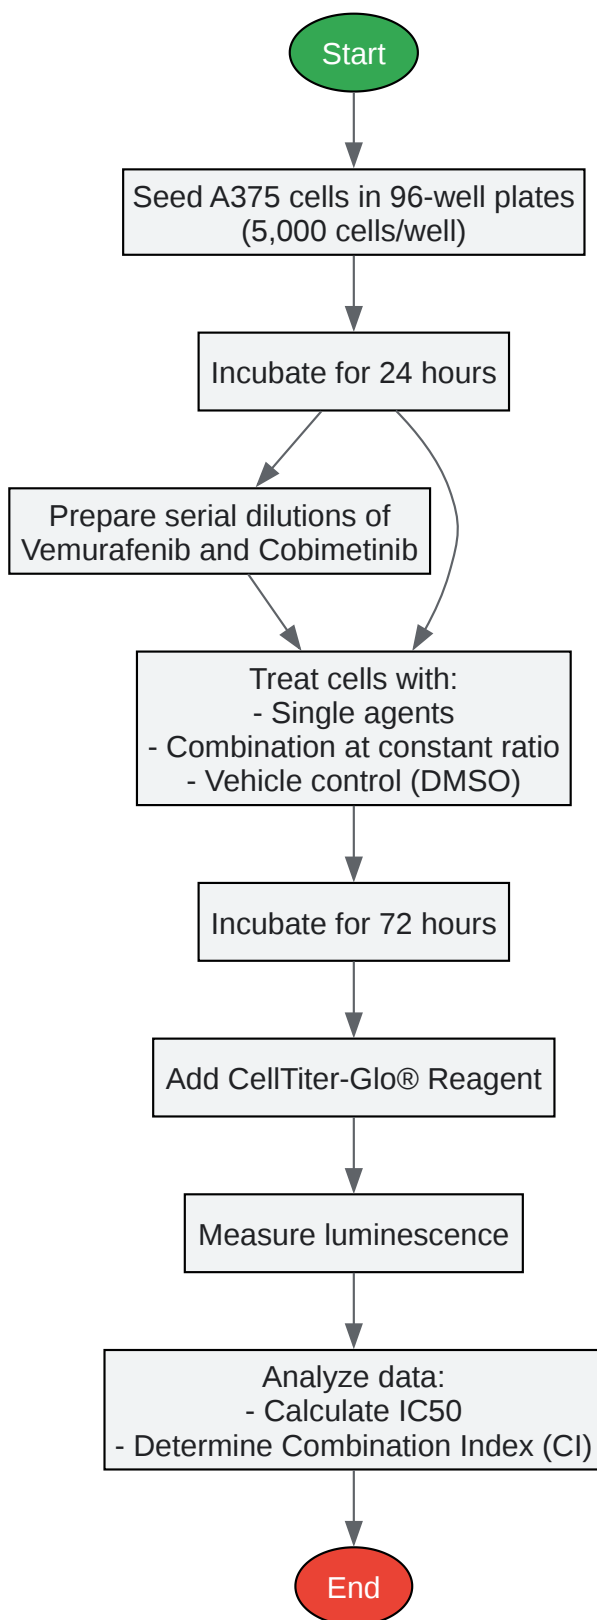 Start
Seed A375 cells in 96-well plates
(5,000 cells/well)
Incubate for 24 hours
Prepare serial dilutions of
Vemurafenib and Cobimetinib
Treat cells with:
- Single agents
- Combination at constant ratio
- Vehicle control (DMSO)
Incubate for 72 hours
Add CellTiter-Glo® Reagent
Measure luminescence
Analyze data:
- Calculate IC50
- Determine Combination Index (CI)
End